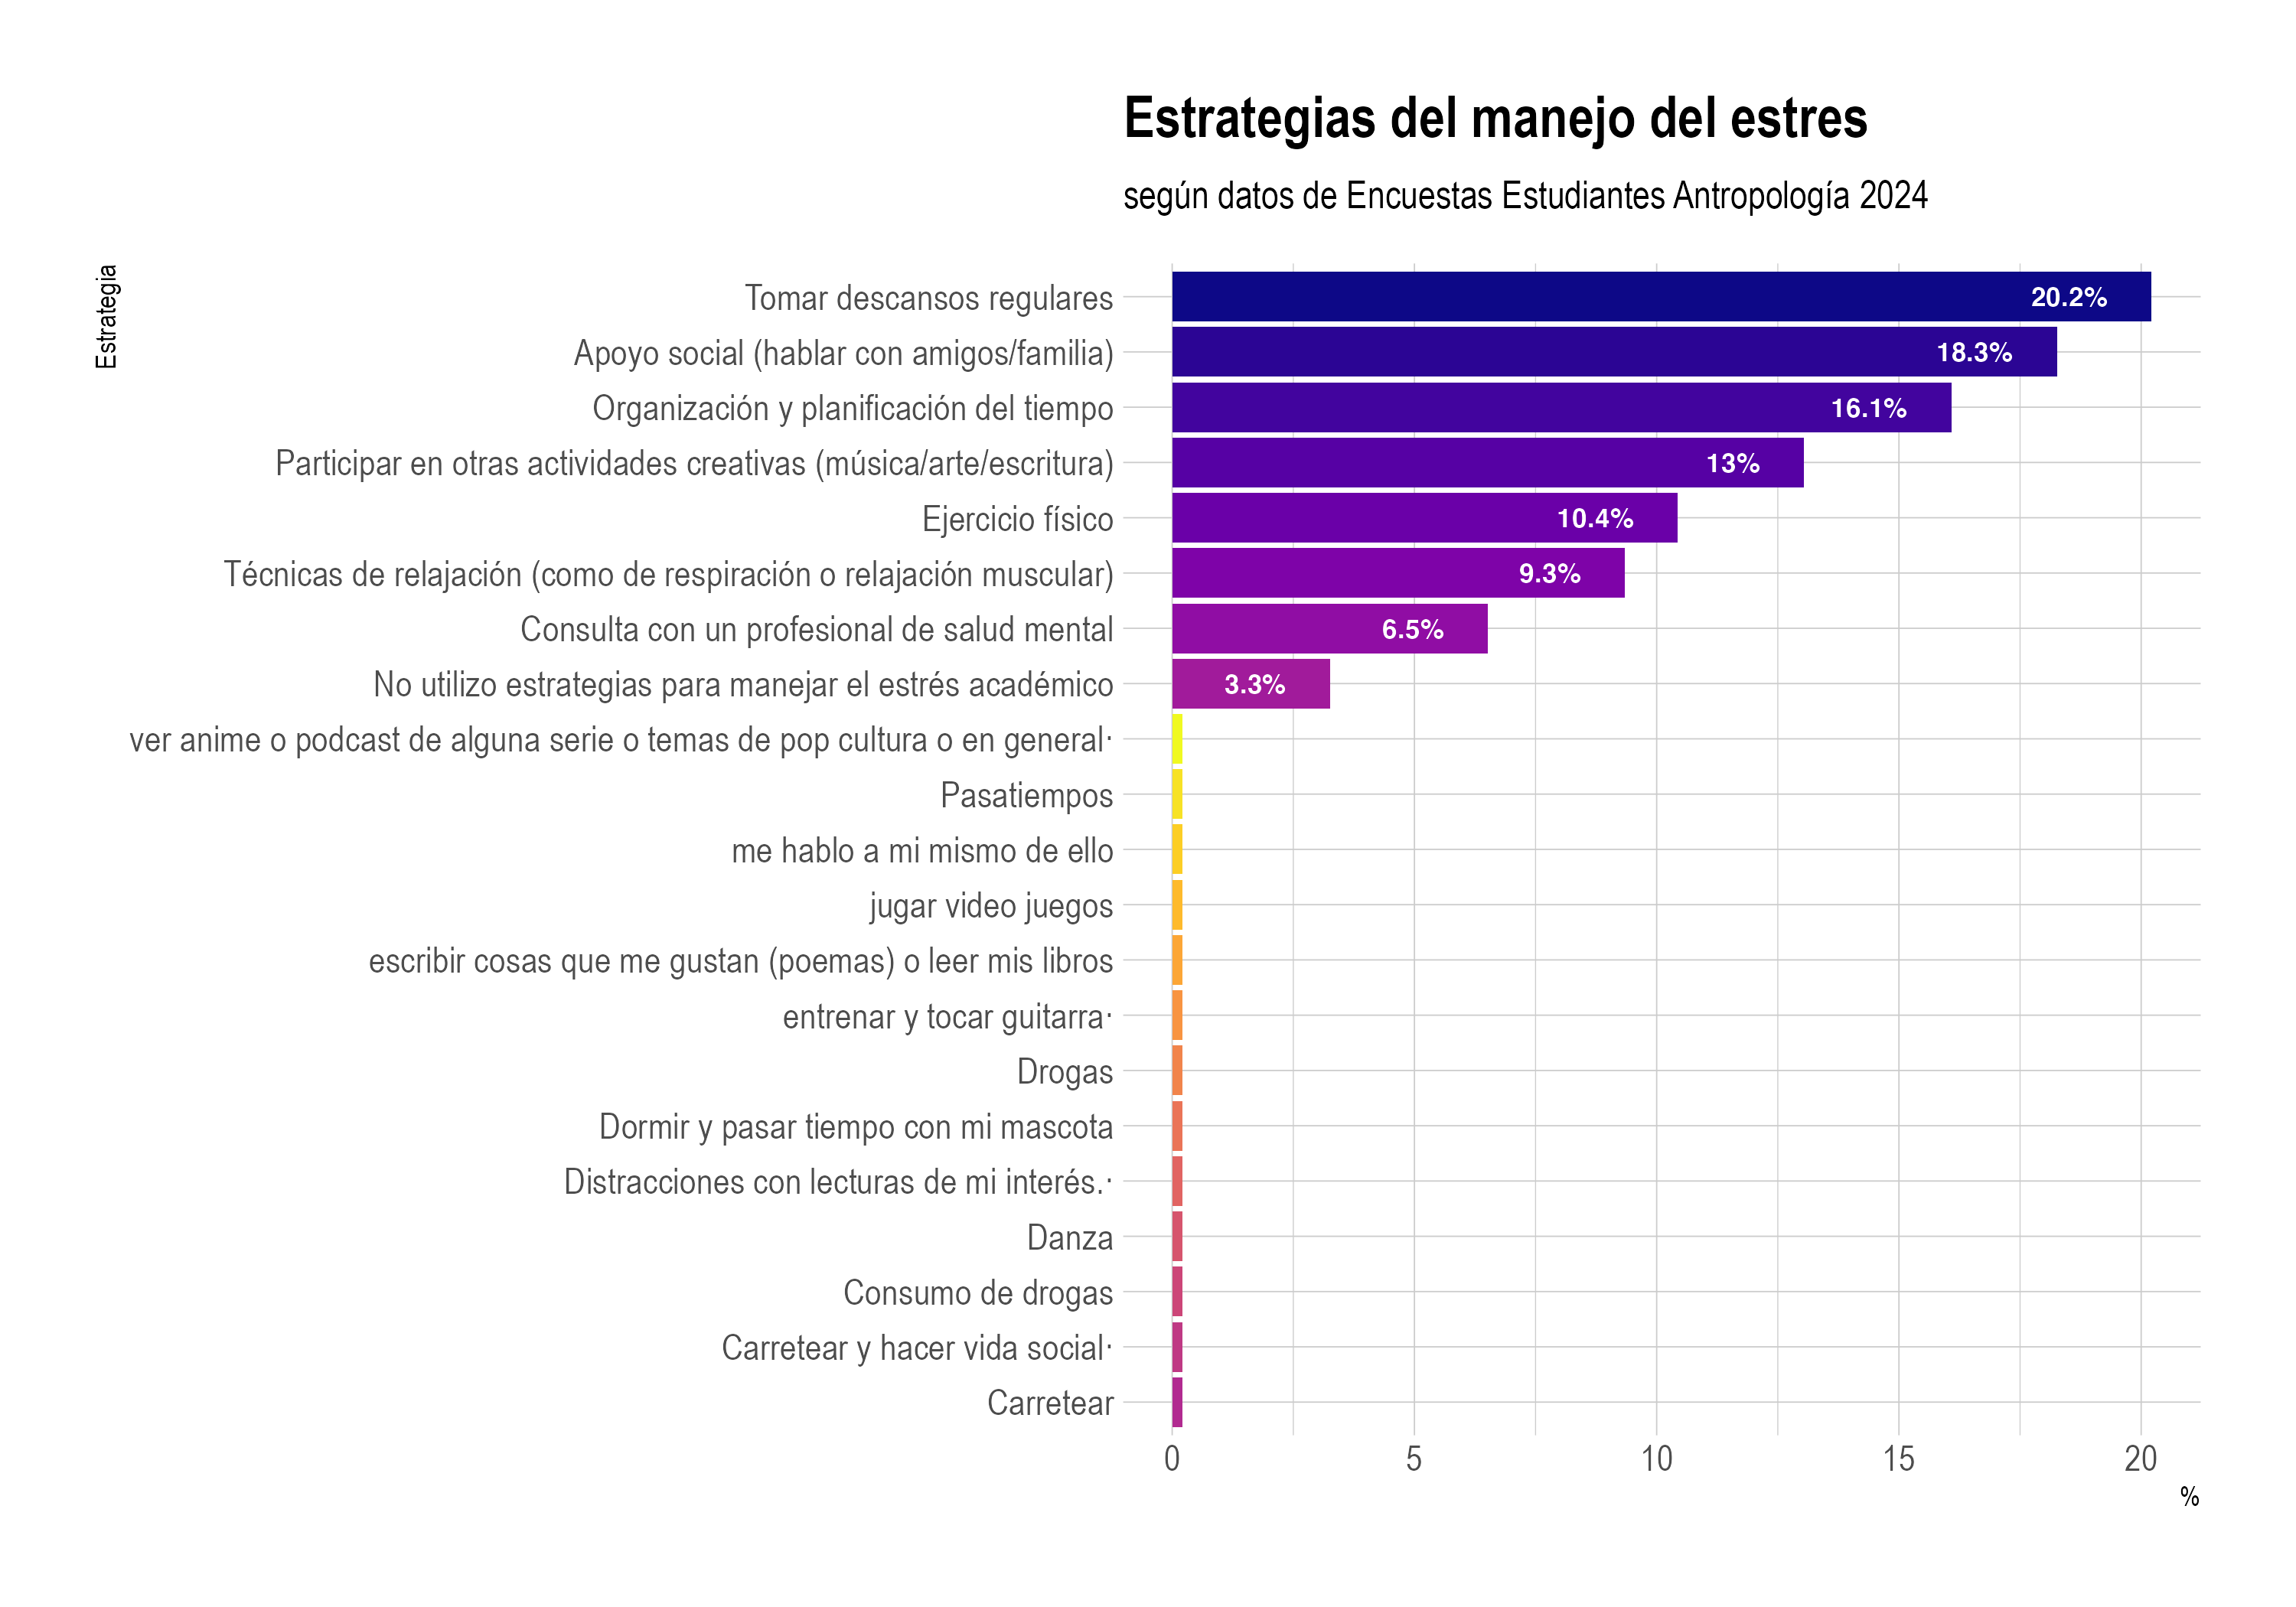 Estrategias del manejo del estres
según datos de Encuestas Estudiantes Antropología 2024
Estrategia
Tomar descansos regulares
20.2%
Apoyo social (hablar con amigos/familia)
18.3%
Organización y planificación del tiempo
16.1%
Participar en otras actividades creativas (música/arte/escritura)
13%
Ejercicio físico
10.4%
Técnicas de relajación (como de respiración o relajación muscular)
9.3%
Consulta con un profesional de salud mental
6.5%
No utilizo estrategias para manejar el estrés académico
3.3%
ver anime o podcast de alguna serie o temas de pop cultura o en general·
Pasatiempos
me hablo a mi mismo de ello
jugar video juegos
escribir cosas que me gustan (poemas) o leer mis libros
entrenar y tocar guitarra·
Drogas
Dormir y pasar tiempo con mi mascota
Distracciones con lecturas de mi interés.·
Danza
Consumo de drogas
Carretear y hacer vida social·
Carretear
0 5 10 15 20
%